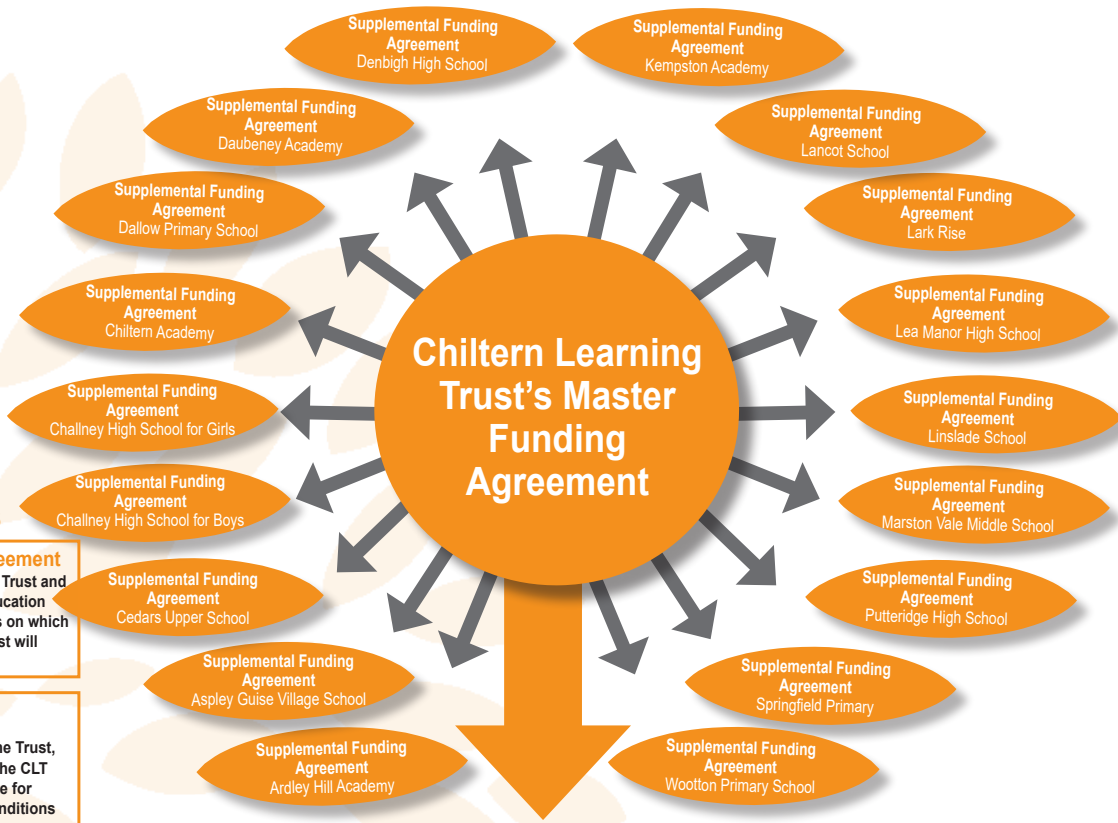 Supplemental Funding
Agreement
Denbigh High School
Supplemental Funding
Agreement
Kempston Academy
Supplemental Funding
Agreement
Daubeney Academy
Supplemental Funding
Agreement
Lancot School
Supplemental Funding
Agreement
Dallow Primary School
Supplemental Funding
Agreement
Lark Rise
Supplemental Funding
Agreement
Chiltern Academy
Supplemental Funding
Agreement
Lea Manor High School
Chiltern Learning
Trust's Master
Funding
Agreement
Supplemental Funding
Agreement
Challney High School for Girls
Supplemental Funding
Agreement
Linslade School
Supplemental Funding
Agreement
Challney High School for Boys
Supplemental Funding
Agreement
Marston Vale Middle School
eement
Trust and
ucation
s on which
st will
Supplemental Funding
Agreement
Cedars Upper School
Supplemental Funding
Agreement
Putteridge High School
Supplemental Funding
Agreement
Aspley Guise Village School
Supplemental Funding
Agreement
Springfield Primary
ne Trust,
he CLT
e for
nditions
Supplemental Funding
Agreement
Ardley Hill Academy
Supplemental Funding
Agreement
Wootton Primary School